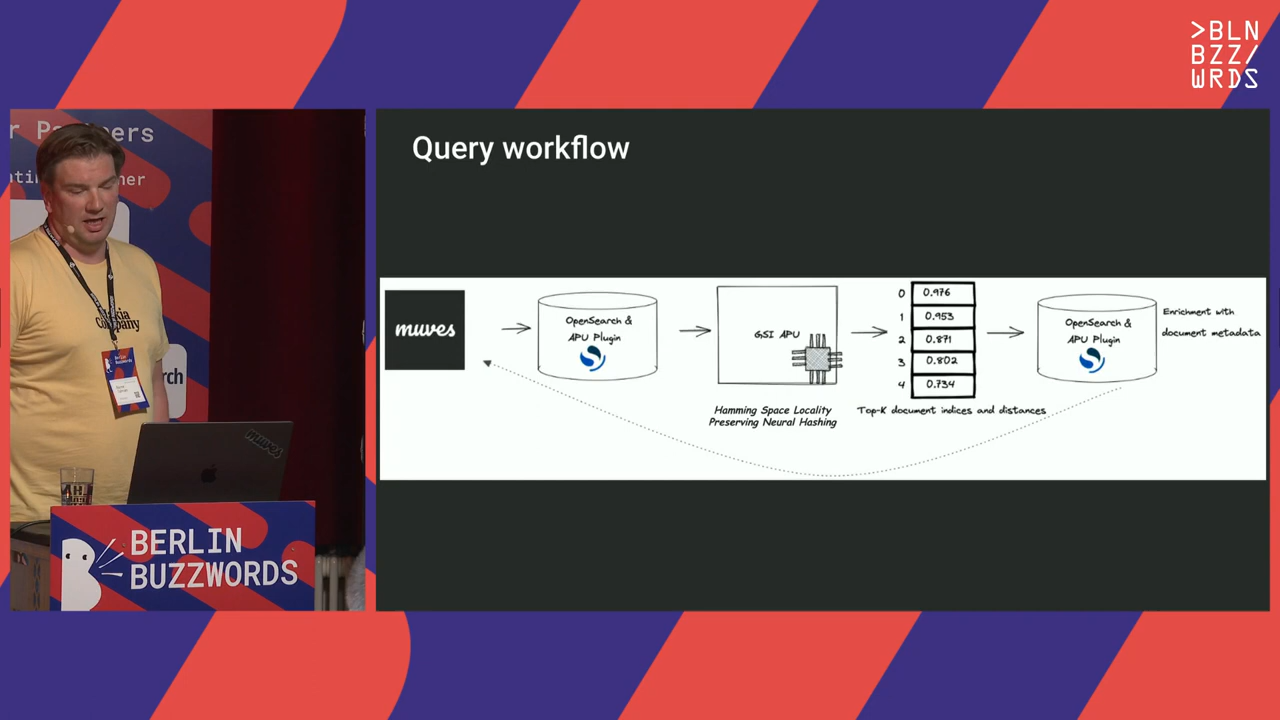 >BLN
BZZ/
WRDS
r Partners
muves
BERLIN
BUZZWORDS
Query workflow
muves
OpenSearch &
APU Plugin
GSI APU
Hamming Space Locality
Preserving Neural Hashing
0 0.976
1 0.953
2 0.871
3 0.802
4 0.734
Top-K document indices and distances
OpenSearch &
APU Plugin
Enrichment with
document metadata